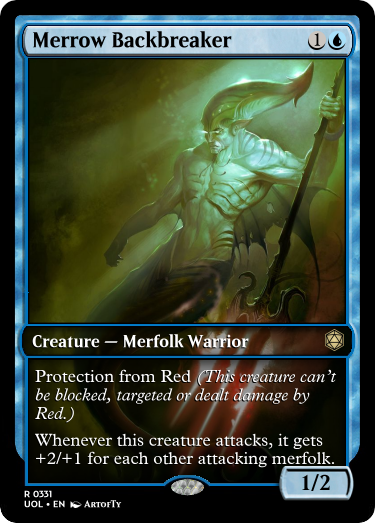 Merrow Backbreaker 1
Creature — Merfolk Warrior
Protection from Red (This creature can't
be blocked, targeted or dealt damage by
Red.)
Whenever this creature attacks, it gets
+2/+1 for each other attacking merfolk.
1/2
R 0331
UOL • EN ArtofTy